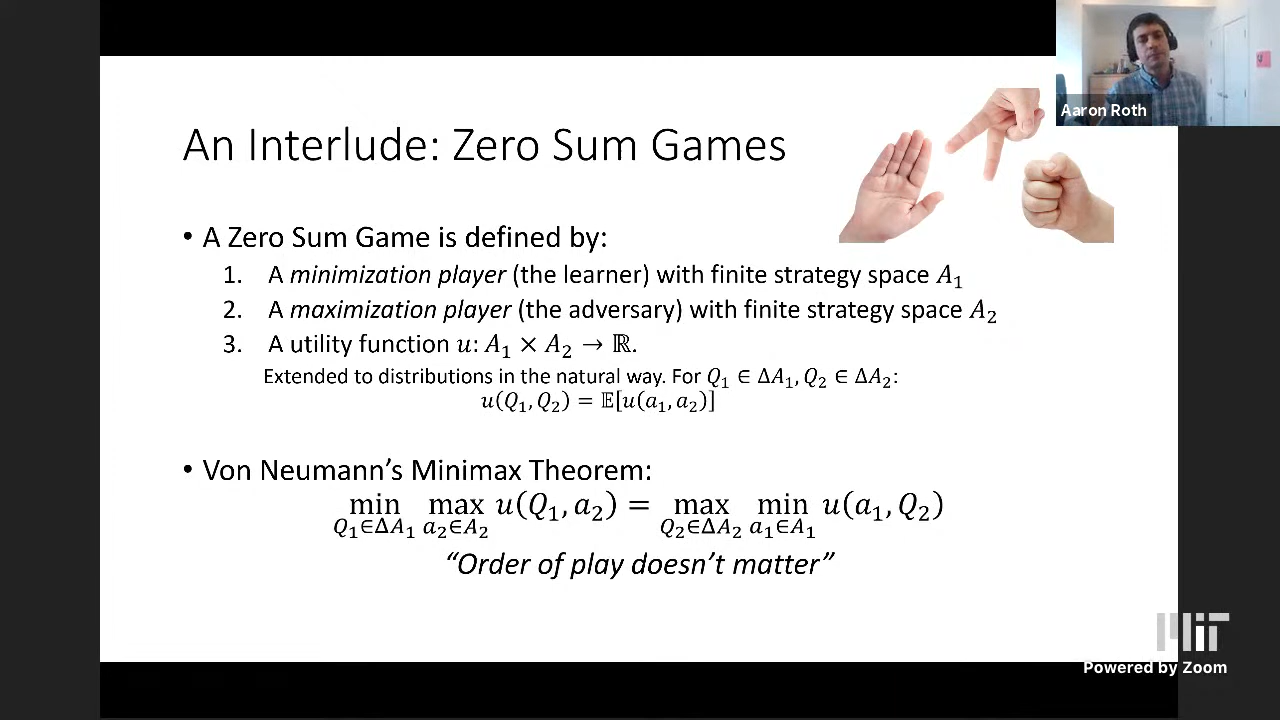 Aaron Roth
An Interlude: Zero Sum Games
• A Zero Sum Game is defined by:
1. A minimization player (the learner) with finite strategy space A₁
2. A maximization player (the adversary) with finite strategy space A₂
3. A utility function u: A₁ × A₂ → ℝ.
Extended to distributions in the natural way. For Q₁ ∈ ΔA₁, Q₂ ∈ ΔA₂:
u(Q₁, Q₂) = 𝔼[u(a₁, a₂)]
• Von Neumann’s Minimax Theorem:
min max u(Q₁, a₂) = max min u(a₁, Q₂)
Q₁∈ΔA₁ a₂∈A₂ Q₂∈ΔA₂ a₁∈A₁
“Order of play doesn’t matter”
MIT
Powered by Zoom